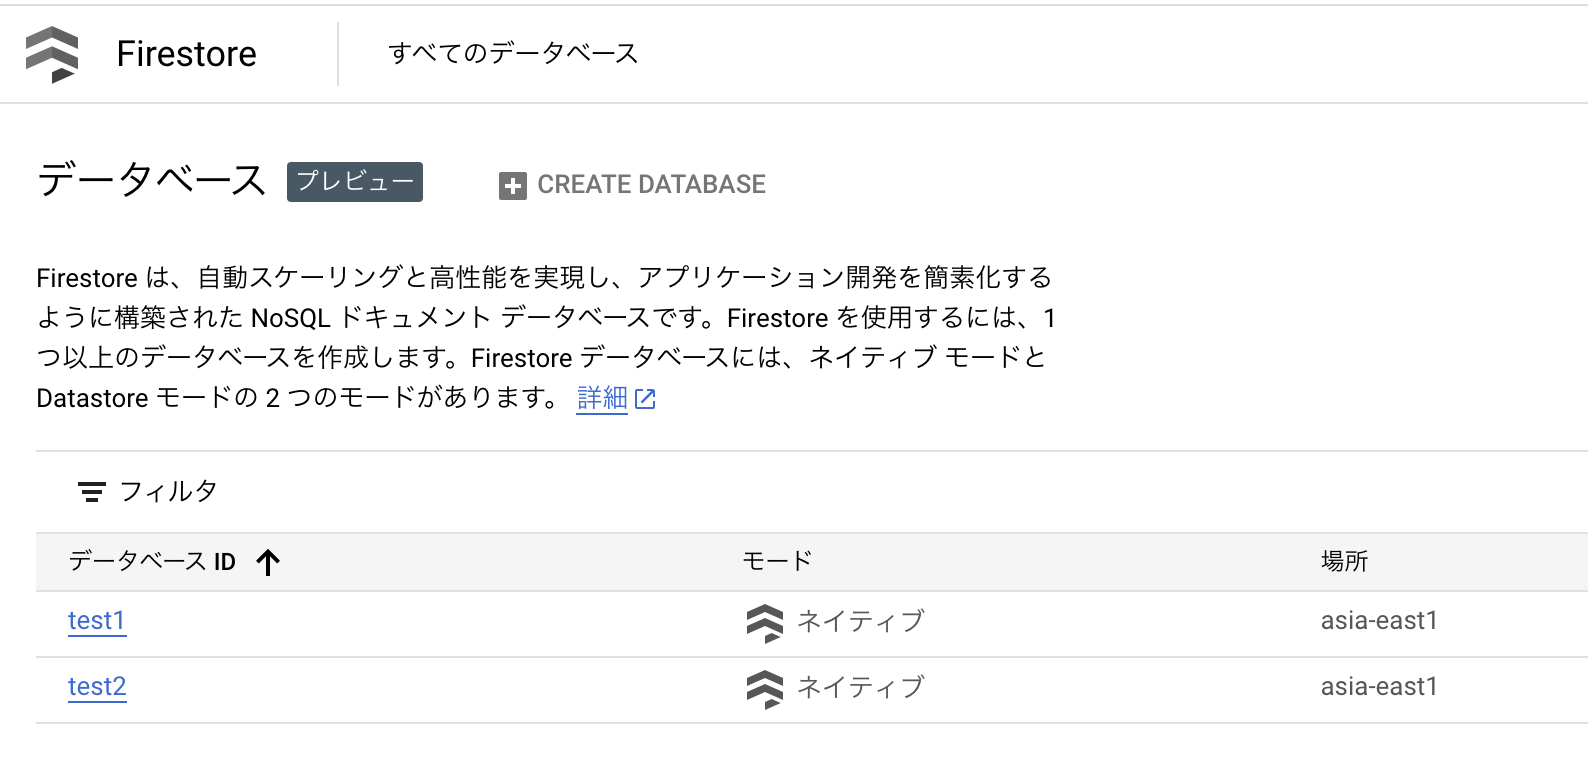 Firestore
すべてのデータベース
データベース プレビュー CREATE DATABASE
Firestore は、自動スケーリングと高性能を実現し、アプリケーション開発を簡素化する
ように構築された NoSQL ドキュメント データベースです。Firestore を使用するには、1
つ以上のデータベースを作成します。Firestore データベースには、ネイティブ モードと
Datastore モードの 2 つのモードがあります。 詳細
フィルタ
データベース ID モード 場所
test1 ネイティブ asia-east1
test2 ネイティブ asia-east1